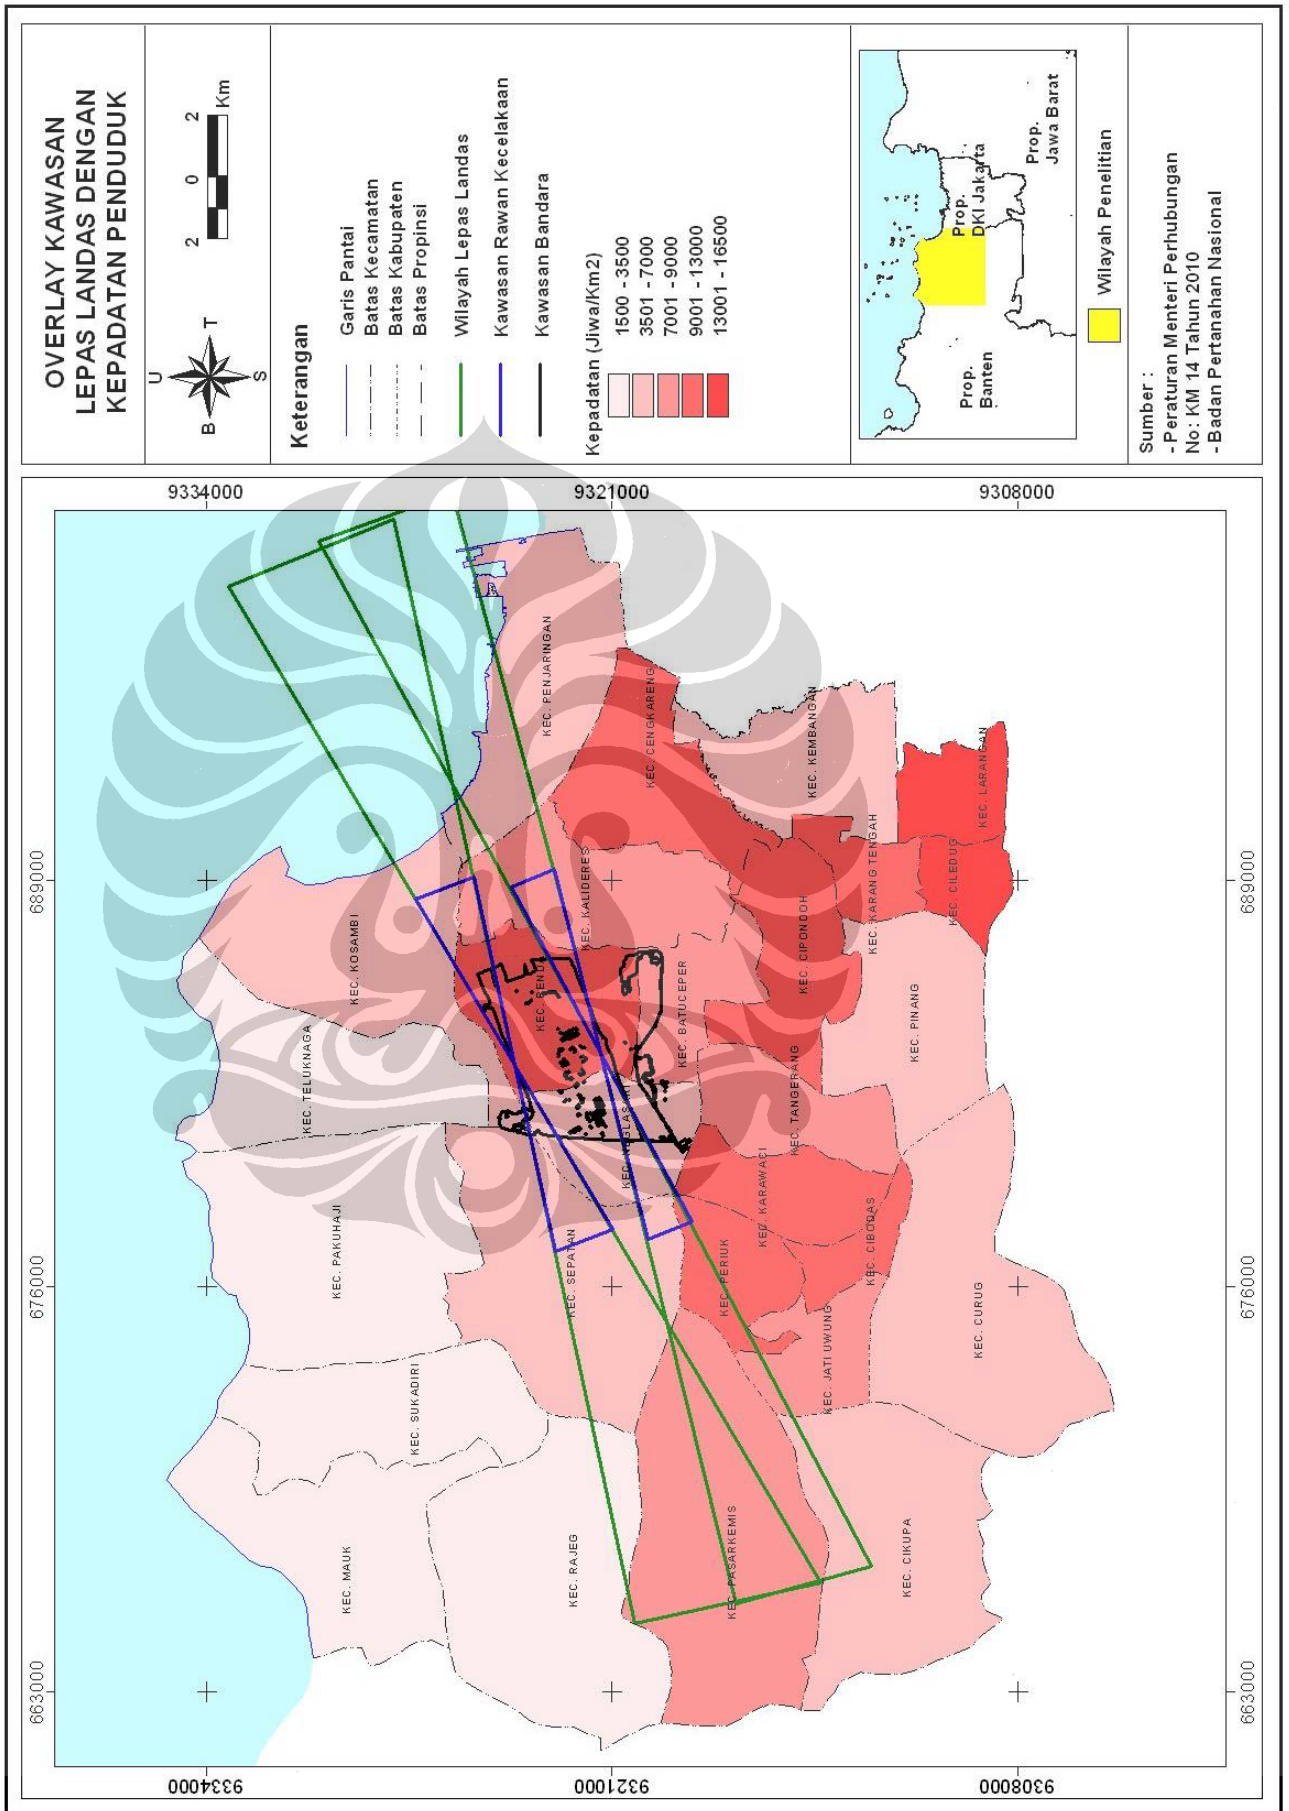 OVERLAY KAWASAN
LEPAS LANDAS DENGAN
KEPADATAN PENDUDUK
U
B
T
S
2 0 2
Km
Keterangan
Garis Pantai
Batas Kecamatan
Batas Kabupaten
Batas Propinsi
Wilayah Lepas Landas
Kawasan Rawan Kecelakaan
Kawasan Bandara
Kepadatan (Jiwa/Km2)
1500 - 3500
3501 - 7000
7001 - 9000
9001 - 13000
13001 - 16500
Prop.
Banten
Prop.
DKI Jakarta
Prop.
Jawa Barat
Wilayah Penelitian
Sumber :
- Peraturan Menteri Perhubungan
No: KM 14 Tahun 2010
- Badan Pertanahan Nasional
663000
676000
689000
9334000
9334000
9321000
9321000
9308000
9308000
663000
676000
689000
KEC. TELUKNAGA
KEC. KOSAMBI
KEC. PAKUHAJI
KEC. MAUK
KEC. SUKADIRI
KEC. RAJEG
KEC. SEPATAN
KEC. PENJARINGAN
KEC. KALIDERES
KEC. CENGKARENG
KEC. BATUCEPER
KEC. PERIUK
KEC. PASARKEMIS
KEC. KARAWACI
KEC. TANGERANG
KEC. CIPONDOH
KEC. KEMBANGAN
KEC. JATI UWUNG
KEC. CIBODAS
KEC. KARANG TENGAH
KEC. PINANG
KEC. CIKUPA
KEC. CILEDUG
KEC. LARANGAN
KEC. CURUG